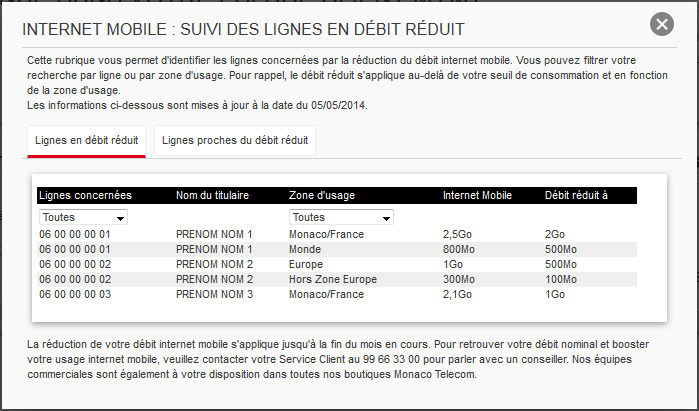 INTERNET MOBILE : SUIVI DES LIGNES EN DÉBIT RÉDUIT
Cette rubrique vous permet d'identifier les lignes concernées par la réduction du débit internet mobile. Vous pouvez filtrer votre
recherche par ligne ou par zone d'usage. Pour rappel, le débit réduit s'applique au-delà de votre seuil de consommation et en fonction
de la zone d'usage.
Les informations ci-dessous sont mises à jour à la date du 05/05/2014.
Lignes en débit réduit Lignes proches du débit réduit
Lignes concernées Nom du titulaire Zone d'usage Internet Mobile Débit réduit à
Toutes Toutes
06 00 00 00 01 PRENOM NOM 1 Monaco/France 2,5Go 2Go
06 00 00 00 01 PRENOM NOM 1 Monde 800Mo 500Mo
06 00 00 00 02 PRENOM NOM 2 Europe 1Go 500Mo
06 00 00 00 02 PRENOM NOM 2 Hors Zone Europe 300Mo 100Mo
06 00 00 00 03 PRENOM NOM 3 Monaco/France 2,1Go 1Go
La réduction de votre débit internet mobile s'applique jusqu'à la fin du mois en cours. Pour retrouver votre débit nominal et booster
votre usage internet mobile, veuillez contacter votre Service Client au 99 66 33 00 pour parler avec un conseiller. Nos équipes
commerciales sont également à votre disposition dans toutes nos boutiques Monaco Telecom.